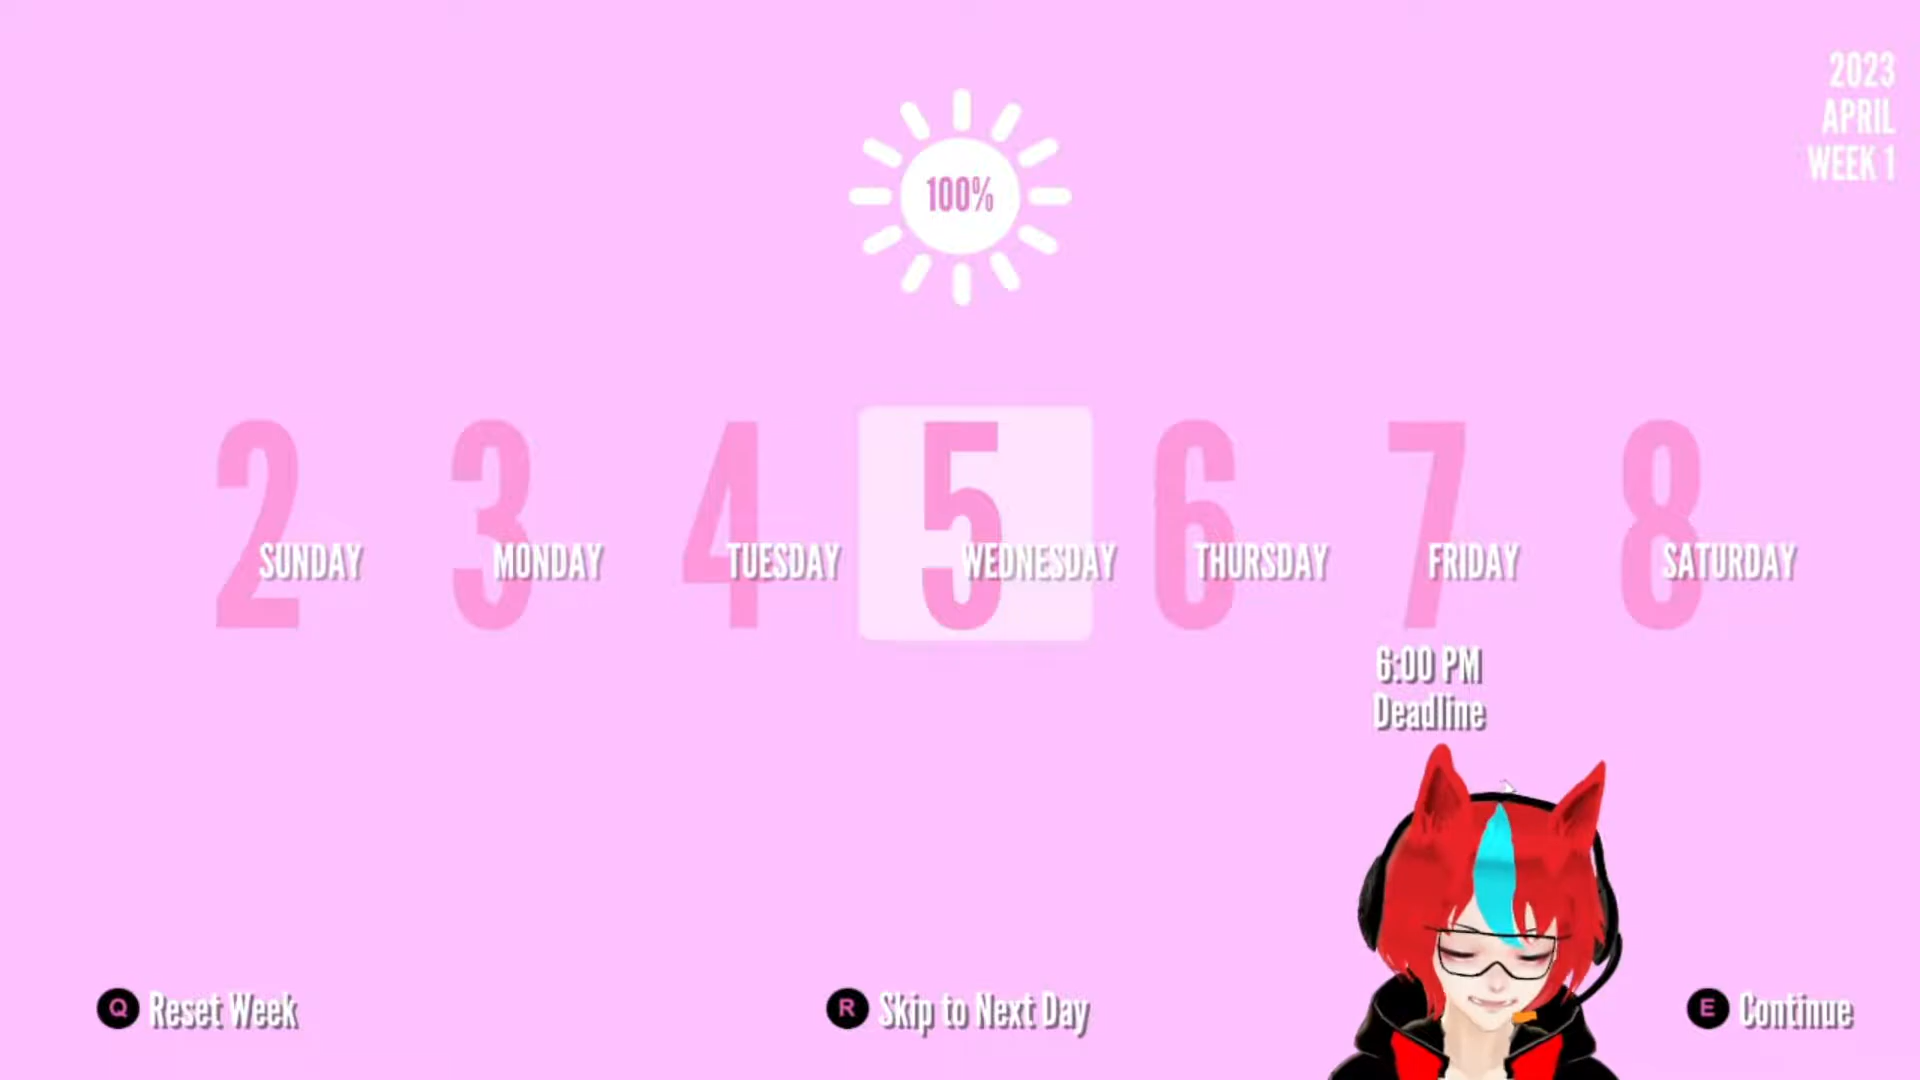 2023
APRIL
WEEK 1
100%
2 SUNDAY
3 MONDAY
4 TUESDAY
5 WEDNESDAY
6 THURSDAY
7 FRIDAY
8 SATURDAY
6:00 PM
Deadline
Q Reset Week
R Skip to Next Day
E Continue